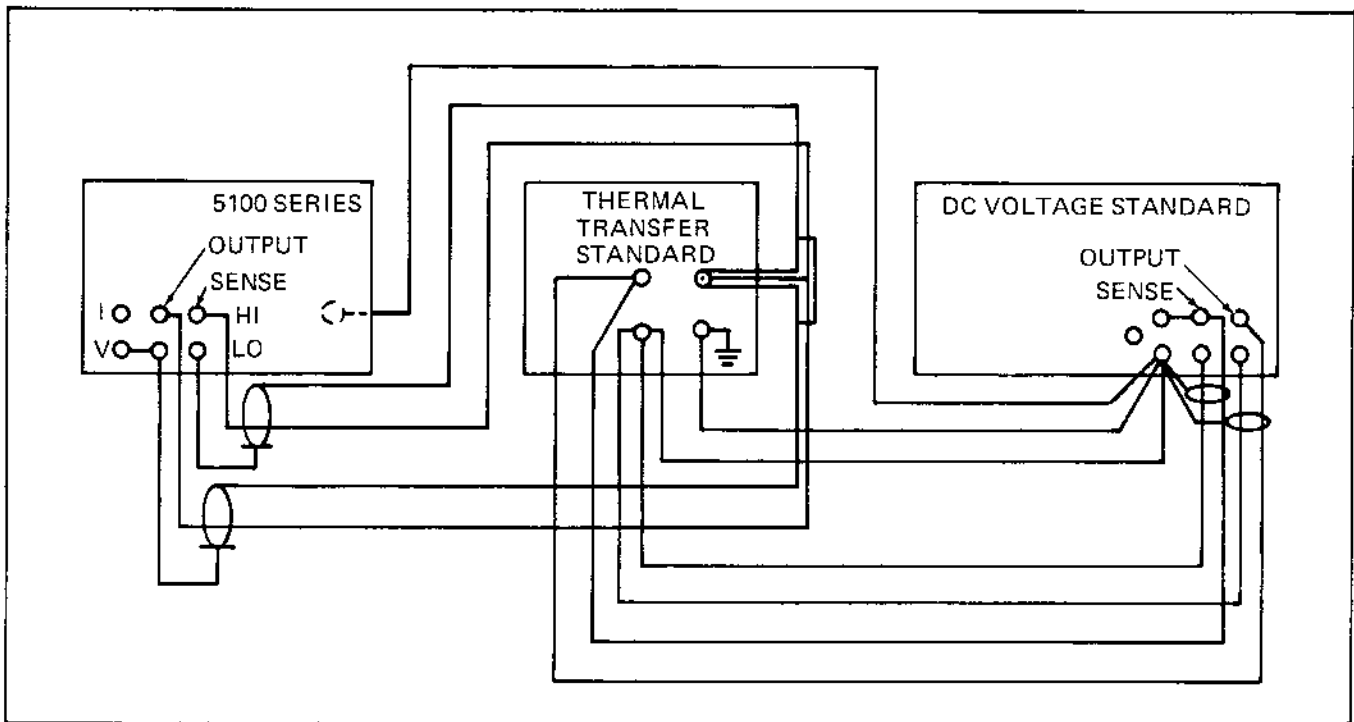 5100 SERIES
OUTPUT
SENSE
I
HI
V
LO
THERMAL
TRANSFER
STANDARD
DC VOLTAGE STANDARD
OUTPUT
SENSE